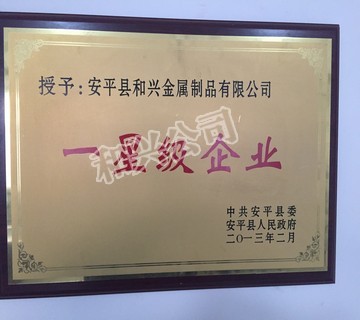 授予：安平县和兴金属制品有限公司
一星级企业
和兴公司
中共安平县委
安平县人民政府
二〇一三年二月